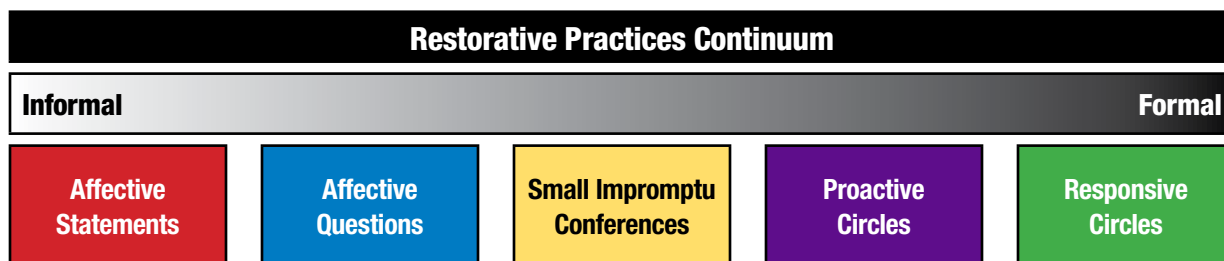 Restorative Practices Continuum
Informal
Formal
Affective
Statements
Affective
Questions
Small Impromptu
Conferences
Proactive
Circles
Responsive
Circles